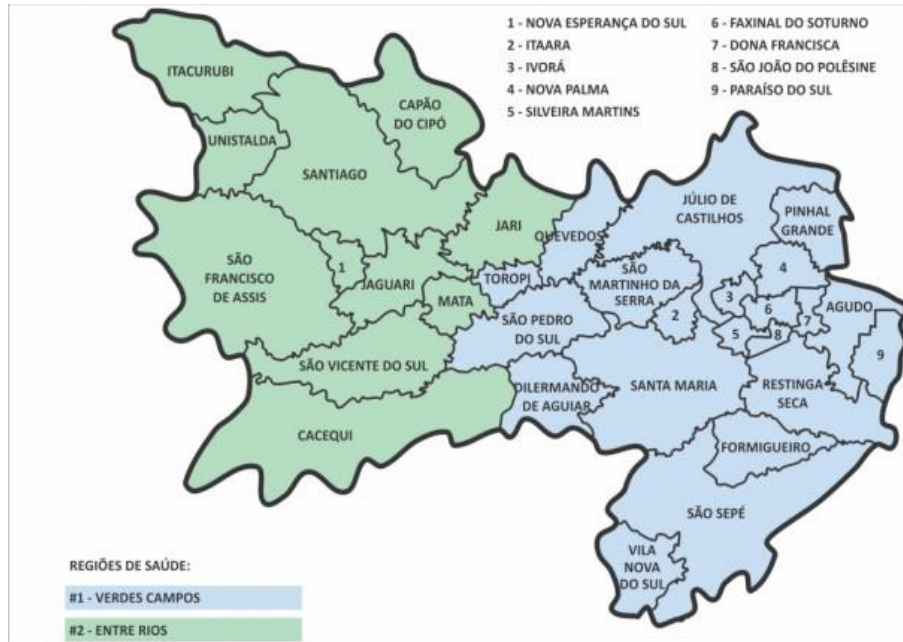 1 - NOVA ESPERANÇA DO SUL
2 - ITAARA
3 - IVORÁ
4 - NOVA PALMA
5 - SILVEIRA MARTINS
6 - FAXINAL DO SOTURNO
7 - DONA FRANCISCA
8 - SÃO JOÃO DO POLÊSINE
9 - PARAÍSO DO SUL
ITACURUBI
CAPÃO
DO CIPÓ
UNISTALDA
SANTIAGO
JARI
QUEVEDOS
JÚLIO DE
CASTILHOS
PINHAL
GRANDE
SÃO
FRANCISCO
DE ASSIS
1
JAGUARI
MATA
TOROPI
SÃO
MARTINHO DA
SERRA
2
3
4
5
6
7
8
AGUDO
9
SÃO PEDRO
DO SUL
SÃO VICENTE DO SUL
DILERMANDO
DE AGUIAR
SANTA MARIA
RESTINGA
SECA
CACEQUI
FORMIGUEIRO
SÃO SEPÉ
VILA
NOVA
DO SUL
REGIÕES DE SAÚDE:
#1 - VERDES CAMPOS
#2 - ENTRE RIOS